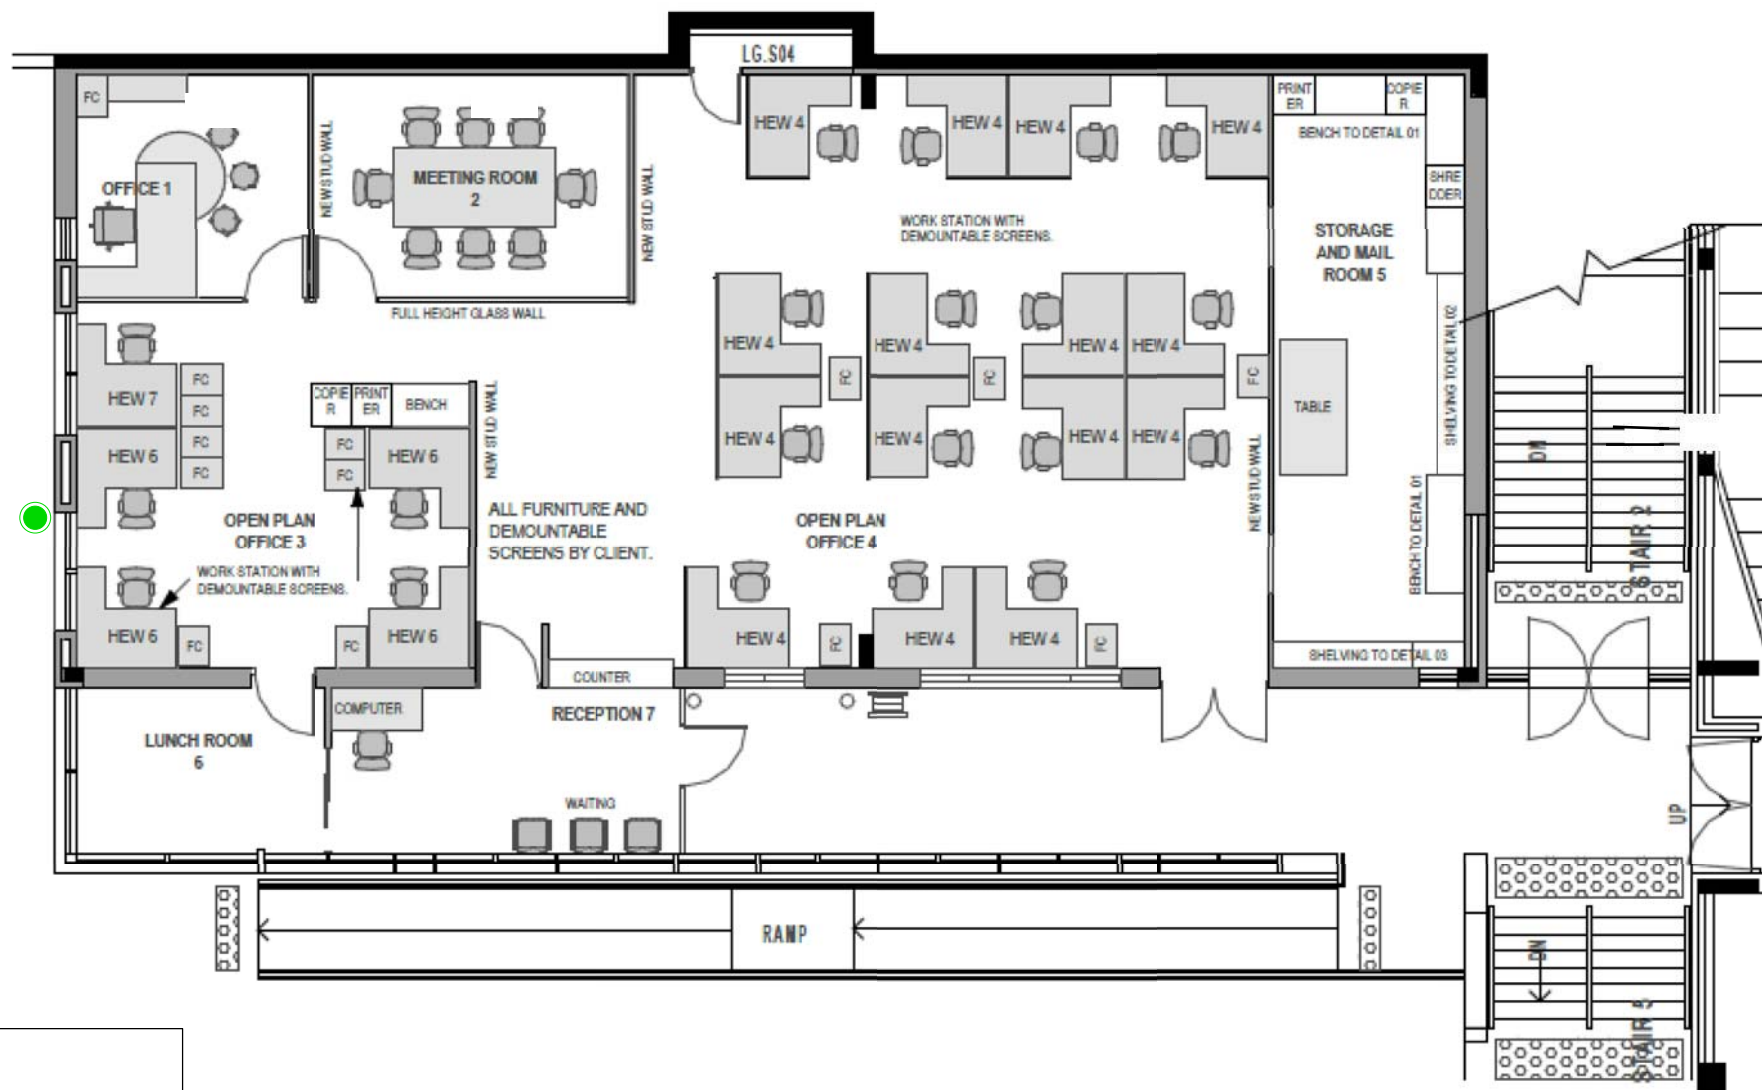 LG.S04
FC
PRINT
ER
COPIE
R
HEW 4
HEW 4
HEW 4
HEW 4
BENCH TO DETAIL 01
NEW STUD WALL
MEETING ROOM
2
OFFICE 1
NEW STUD WALL
SHRE
DDER
WORK STATION WITH
DEMOUNTABLE SCREENS.
STORAGE
AND MAIL
ROOM 5
FULL HEIGHT GLASS WALL
HEW 4
HEW 4
HEW 4
HEW 4
SHELVING TO DETAIL 02
FC
FC
FC
FC
HEW 7
FC
COPIE
R
PRINT
ER
BENCH
NEW STUD WALL
TABLE
FC
HEW 4
HEW 4
HEW 4
HEW 4
FC
FC
HEW 6
HEW 6
FC
FC
DN
NEW STUD WALL
BENCH TO DETAIL 01
ALL FURNITURE AND
DEMOUNTABLE
SCREENS BY CLIENT.
OPEN PLAN
OFFICE 3
OPEN PLAN
OFFICE 4
STAIR 2
WORK STATION WITH
DEMOUNTABLE SCREENS.
HEW 6
FC
FC
HEW 6
HEW 4
FC
HEW 4
HEW 4
FC
SHELVING TO DETAIL 03
COUNTER
COMPUTER
RECEPTION 7
LUNCH ROOM
6
WAITING
UP
RAMP
DN
STAIR 5